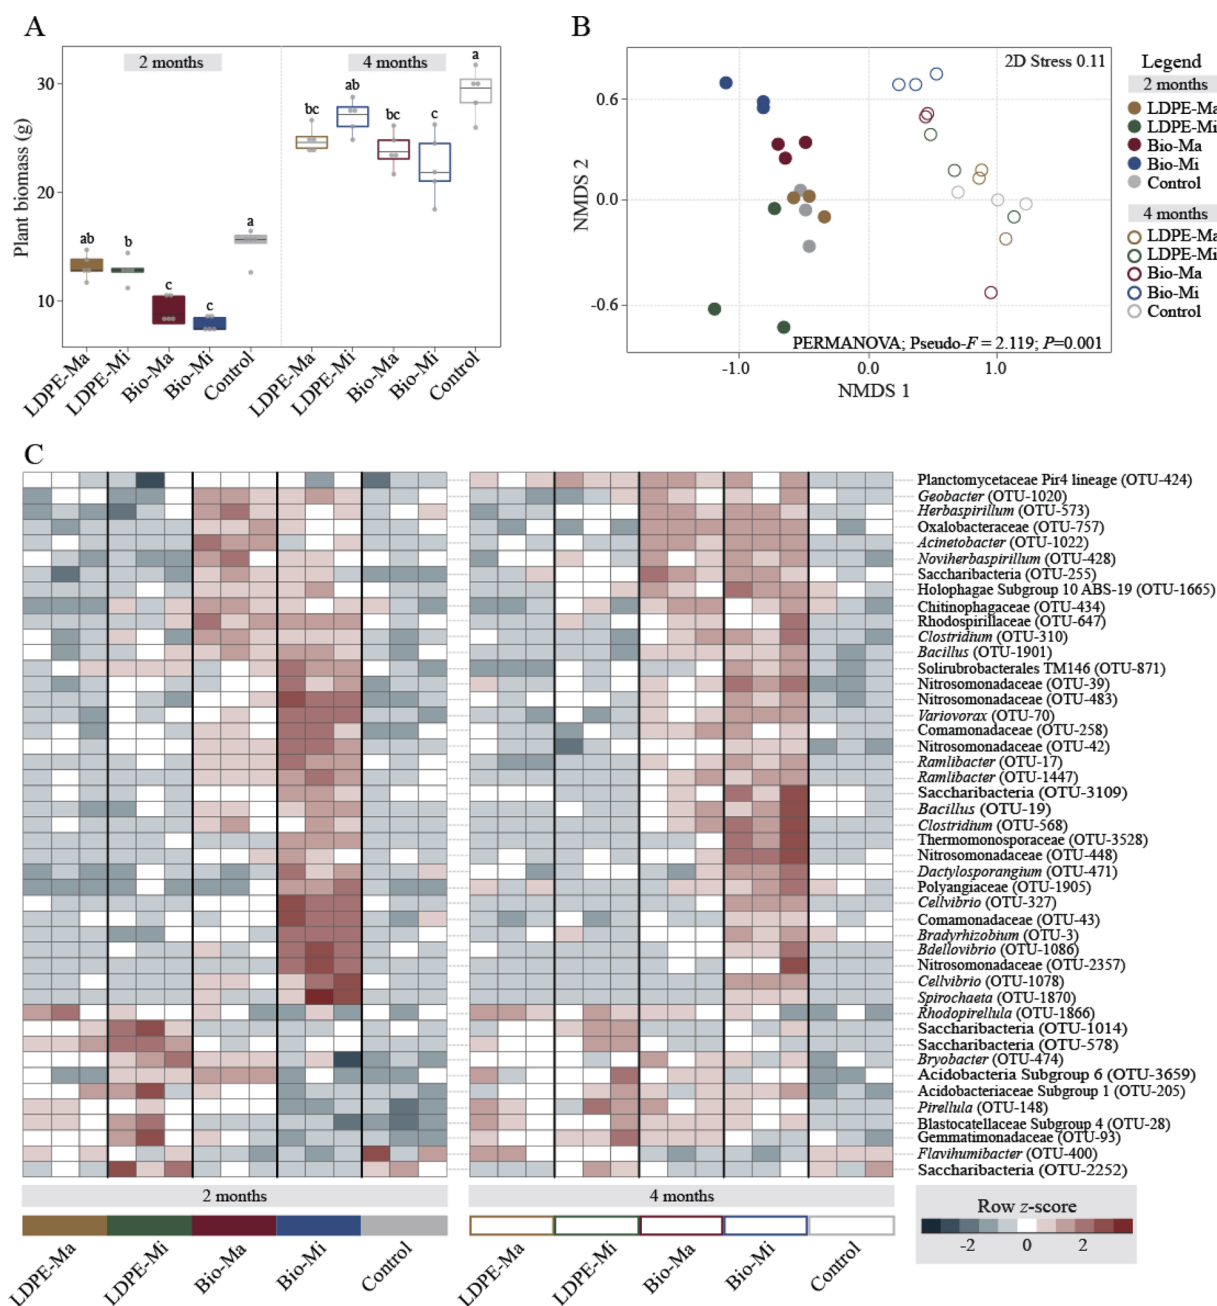 A
2 months
4 months
Plant biomass (g)
30
20
10
ab
b
c
c
a
bc
ab
bc
c
a
LDPE-Ma
LDPE-Mi
Bio-Ma
Bio-Mi
Control
LDPE-Ma
LDPE-Mi
Bio-Ma
Bio-Mi
Control
B
2D Stress 0.11
NMDS 2
0.6
0.0
-0.6
PERMANOVA; Pseudo-F = 2.119; P=0.001
-1.0
0.0
1.0
NMDS 1
Legend
2 months
LDPE-Ma
LDPE-Mi
Bio-Ma
Bio-Mi
Control
4 months
LDPE-Ma
LDPE-Mi
Bio-Ma
Bio-Mi
Control
C
Planctomycetaceae Pir4 lineage (OTU-424)
Geobacter (OTU-1020)
Herbaspirillum (OTU-573)
Oxalobacteraceae (OTU-757)
Acinetobacter (OTU-1022)
Noviherbaspirillum (OTU-428)
Saccharibacteria (OTU-255)
Holophagae Subgroup 10 ABS-19 (OTU-1665)
Chitinophagaceae (OTU-434)
Rhodospirillaceae (OTU-647)
Clostridium (OTU-310)
Bacillus (OTU-1901)
Solirubrobacterales TM146 (OTU-871)
Nitrosomonadaceae (OTU-39)
Nitrosomonadaceae (OTU-483)
Variovorax (OTU-70)
Comamonadaceae (OTU-258)
Nitrosomonadaceae (OTU-42)
Ramlibacter (OTU-17)
Ramlibacter (OTU-1447)
Saccharibacteria (OTU-3109)
Bacillus (OTU-19)
Clostridium (OTU-568)
Thermomonosporaceae (OTU-3528)
Nitrosomonadaceae (OTU-448)
Dactylosporangium (OTU-471)
Polyangiaceae (OTU-1905)
Cellvibrio (OTU-327)
Comamonadaceae (OTU-43)
Bradyrhizobium (OTU-3)
Bdellovibrio (OTU-1086)
Nitrosomonadaceae (OTU-2357)
Cellvibrio (OTU-1078)
Spirochaeta (OTU-1870)
Rhodopirellula (OTU-1866)
Saccharibacteria (OTU-1014)
Saccharibacteria (OTU-578)
Bryobacter (OTU-474)
Acidobacteria Subgroup 6 (OTU-3659)
Acidobacteriaceae Subgroup 1 (OTU-205)
Pirellula (OTU-148)
Blastocatellaceae Subgroup 4 (OTU-28)
Gemmatimonadaceae (OTU-93)
Flavihumibacter (OTU-400)
Saccharibacteria (OTU-2252)
2 months
4 months
LDPE-Ma
LDPE-Mi
Bio-Ma
Bio-Mi
Control
LDPE-Ma
LDPE-Mi
Bio-Ma
Bio-Mi
Control
Row z-score
-2
0
2